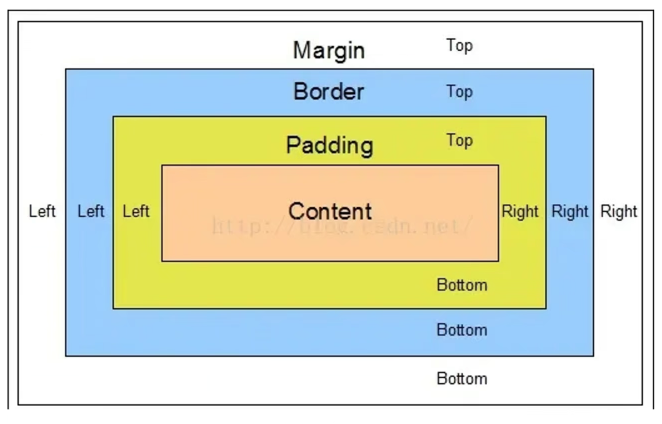 Margin Top
Border Top
Padding Top
Left Left Left Content Right Right Right
http://blog.csdn.net/
Bottom
Bottom
Bottom